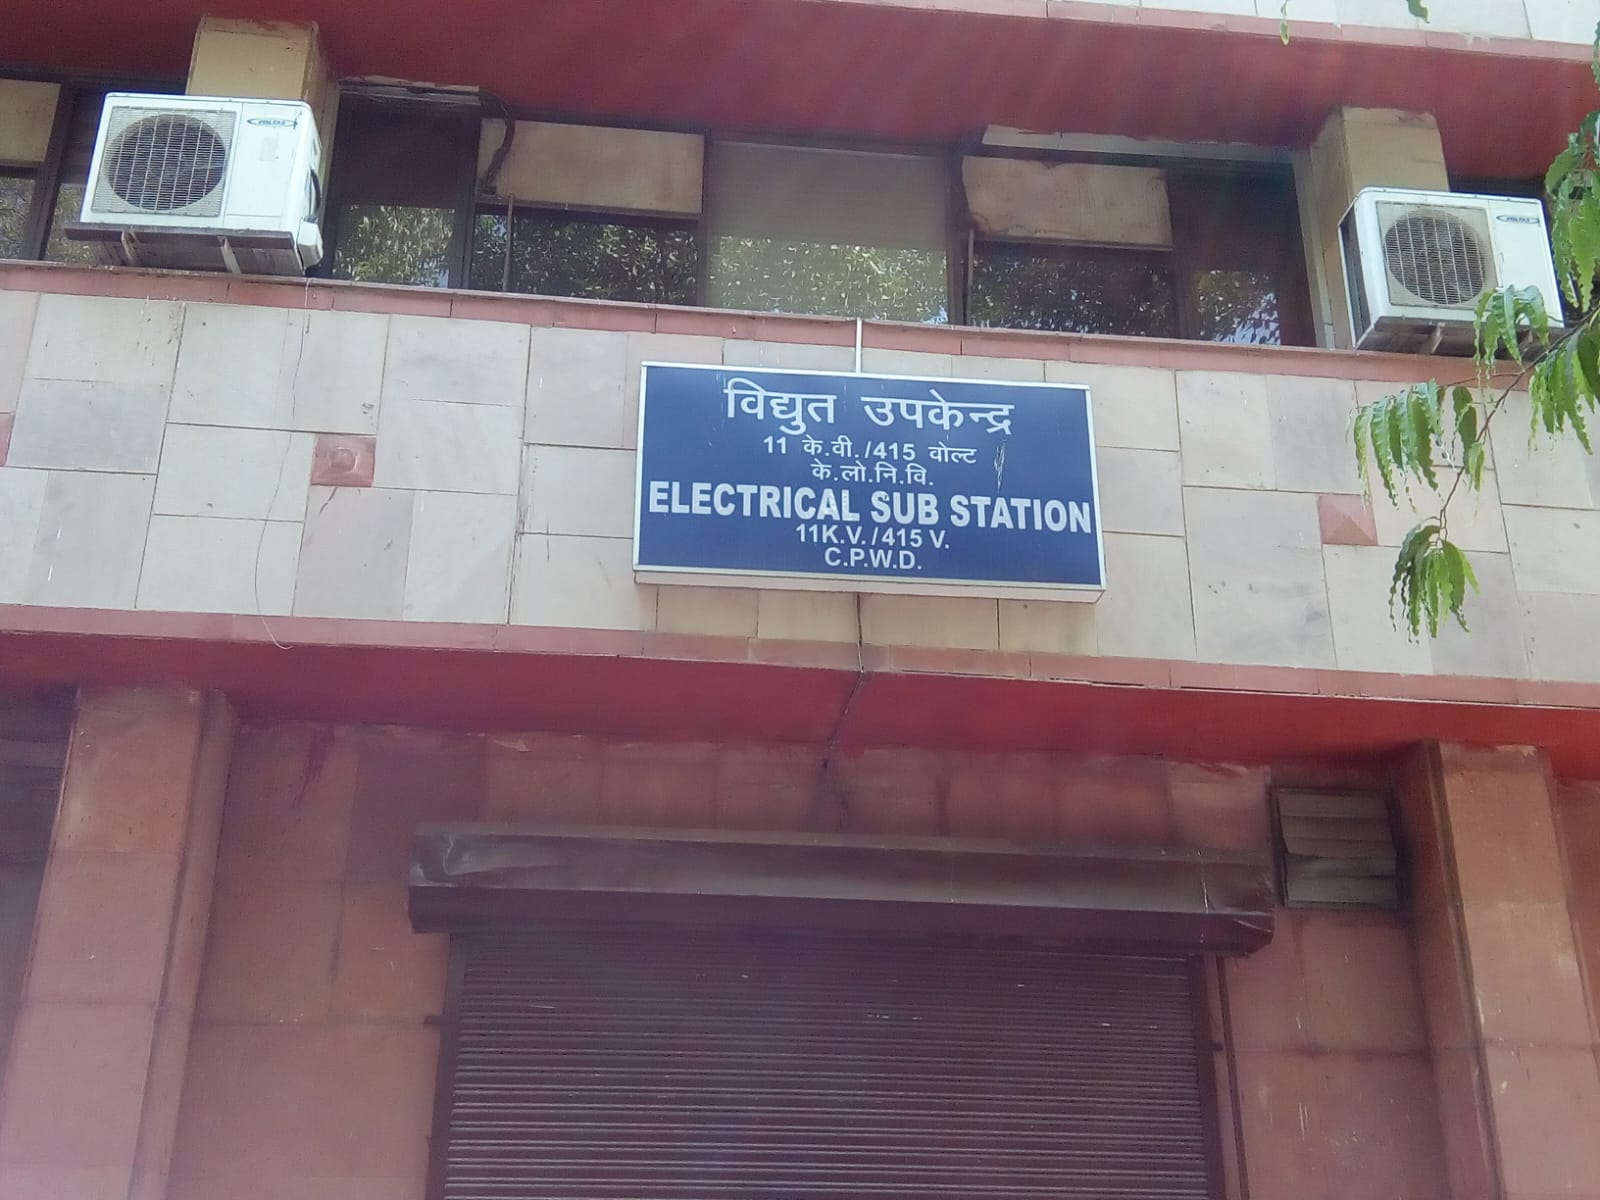 विद्युत उपकेन्द्र
11 के.वी./415 वोल्ट
के.लो.नि.वि.
ELECTRICAL SUB STATION
11K.V./415 V.
C.P.W.D.